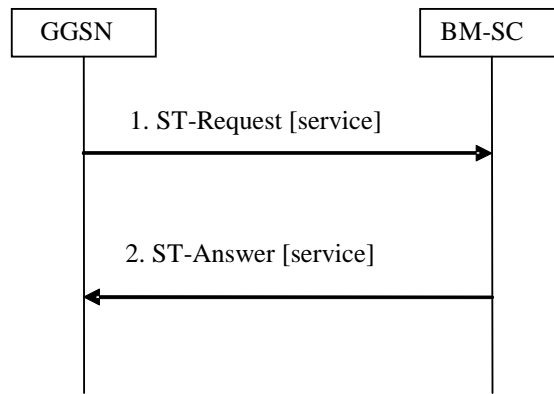 GGSN
BM-SC
1. ST-Request [service]
2. ST-Answer [service]